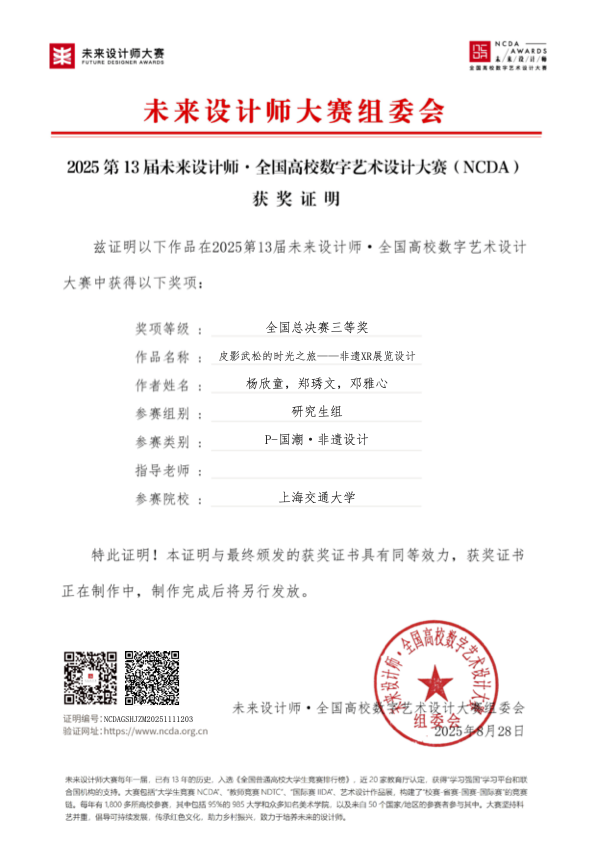 未来设计师大赛
FUTURE DESIGNER AWARDS
NCDA
AWARDS
未/来/设/计/师
全国高校数字艺术设计大赛
未来设计师大赛组委会
2025 第 13 届未来设计师·全国高校数字艺术设计大赛（NCDA）
获 奖 证 明
兹证明以下作品在2025第13届未来设计师·全国高校数字艺术设计
大赛中获得以下奖项：
奖项等级 ： 全国总决赛三等奖
作品名称 ： 皮影武松的时光之旅——非遗XR展览设计
作者姓名 ： 杨欣童，郑琇文，邓雅心
参赛组别 ： 研究生组
参赛类别 ： P-国潮·非遗设计
指导老师 ：
参赛院校 ： 上海交通大学
特此证明！本证明与最终颁发的获奖证书具有同等效力，获奖证书
正在制作中，制作完成后将另行发放。
未来设计师·全国高校数字艺术设计大赛
组委会
证明编号：NCDAGSHJZM20251111203
验证网址：https://www.ncda.org.cn
未来设计师·全国高校数字艺术设计大赛组委会
2025年8月28日
未来设计师大赛每年一届，已有 13 年的历史，入选《全国普通高校大学生竞赛排行榜》，近 20 家教育厅认定，获得“学习强国”学习平台和联
合国机构的支持。大赛包括“大学生竞赛 NCDA”、“教师竞赛 NDTC”、“国际赛 IIDA”、艺术设计作品展，构建了“校赛-省赛-国赛-国际赛”的竞赛
链。每年有 1,800 多所高校参赛，其中包括 95%的 985 大学和众多知名美术学院，以及来自 50 个国家/地区的参赛者参与其中。大赛坚持科
艺并重，倡导可持续发展，传承红色文化，助力乡村振兴，致力于培养未来的设计师。